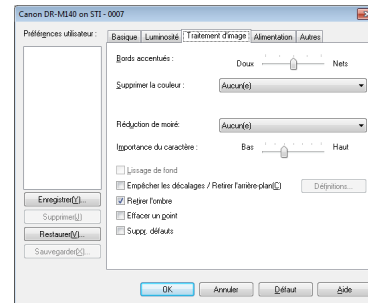 Canon DR-M140 on STI - 0007
Préférences utilisateur :
Basique Luminosité Traitement d'image Alimentation Autres
Bords accentués : Doux Nets
Supprimer la couleur : Aucun(e)
Réduction de moiré: Aucun(e)
Importance du caractère : Bas Haut
Lissage de fond
Empêcher les décalages / Retirer l'arrière-plan(C) Définitions...
Retirer l'ombre
Effacer un point
Suppr. défauts
Enregistrer(Y)...
Supprimer(J)
Restaurer(V)...
Sauvegarder(X)...
OK Annuler Défaut Aide